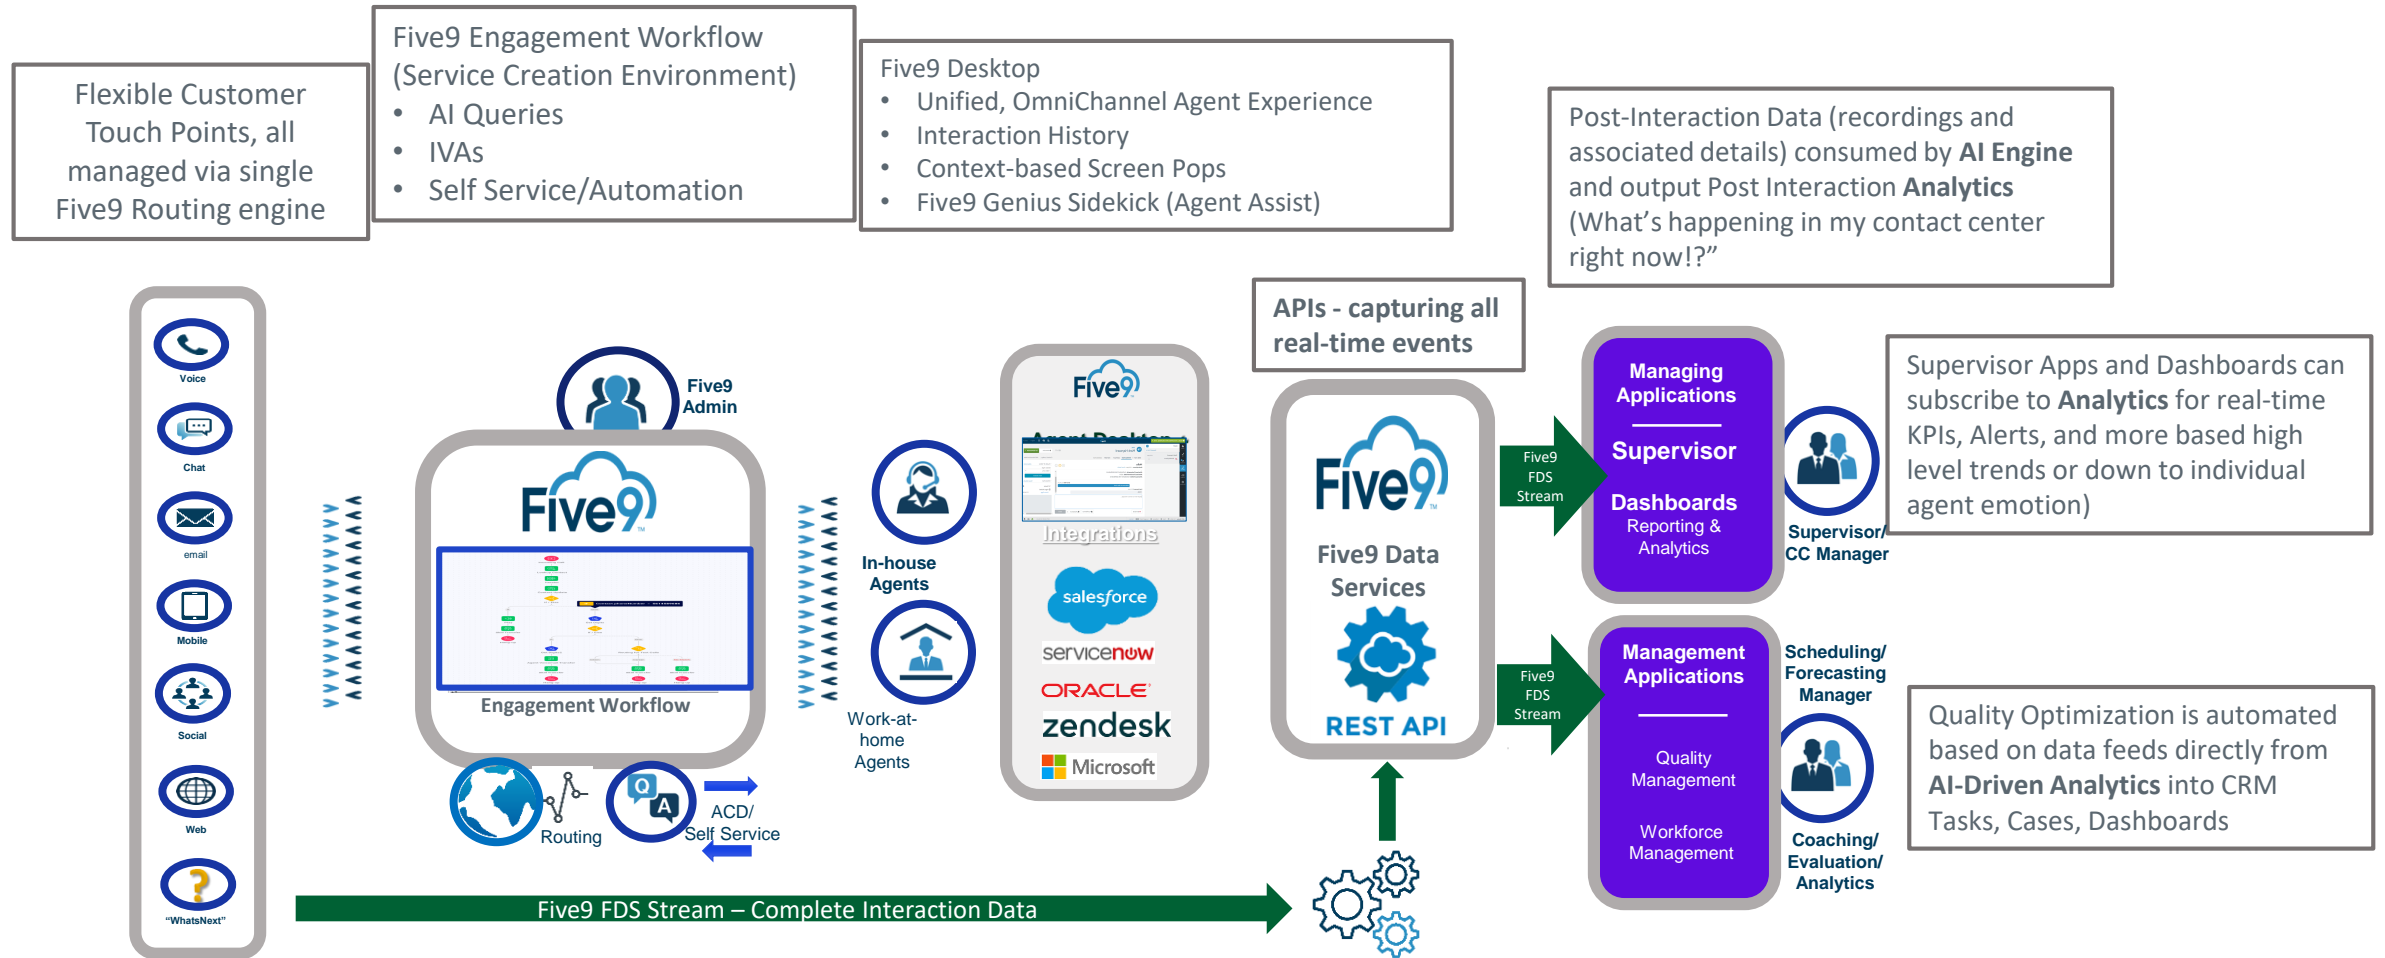 Flexible Customer
Touch Points, all
managed via single
Five9 Routing engine
Five9 Engagement Workflow
(Service Creation Environment)
• AI Queries
• IVAs
• Self Service/Automation
Five9 Desktop
• Unified, OmniChannel Agent Experience
• Interaction History
• Context-based Screen Pops
• Five9 Genius Sidekick (Agent Assist)
Post-Interaction Data (recordings and
associated details) consumed by AI Engine
and output Post Interaction Analytics
(What's happening in my contact center
right now!?”
APIs - capturing all
real-time events
Voice
Chat
email
Mobile
Social
Web
“WhatsNext”
Five9
Admin
Five9
TM
Engagement Workflow
Routing
Q
A
ACD/
Self Service
In-house
Agents
Work-at-
home
Agents
Five9
Agent Desktop
Integrations
salesforce
servicenow
ORACLE
zendesk
Microsoft
Five9
TM
Five9 Data
Services
REST API
Five9
FDS
Stream
Five9
FDS
Stream
Managing
Applications
Supervisor
Dashboards
Reporting &
Analytics
Supervisor/
CC Manager
Supervisor Apps and Dashboards can
subscribe to Analytics for real-time
KPIs, Alerts, and more based high
level trends or down to individual
agent emotion)
Management
Applications
Quality
Management
Workforce
Management
Scheduling/
Forecasting
Manager
Coaching/
Evaluation/
Analytics
Quality Optimization is automated
based on data feeds directly from
AI-Driven Analytics into CRM
Tasks, Cases, Dashboards
Five9 FDS Stream – Complete Interaction Data